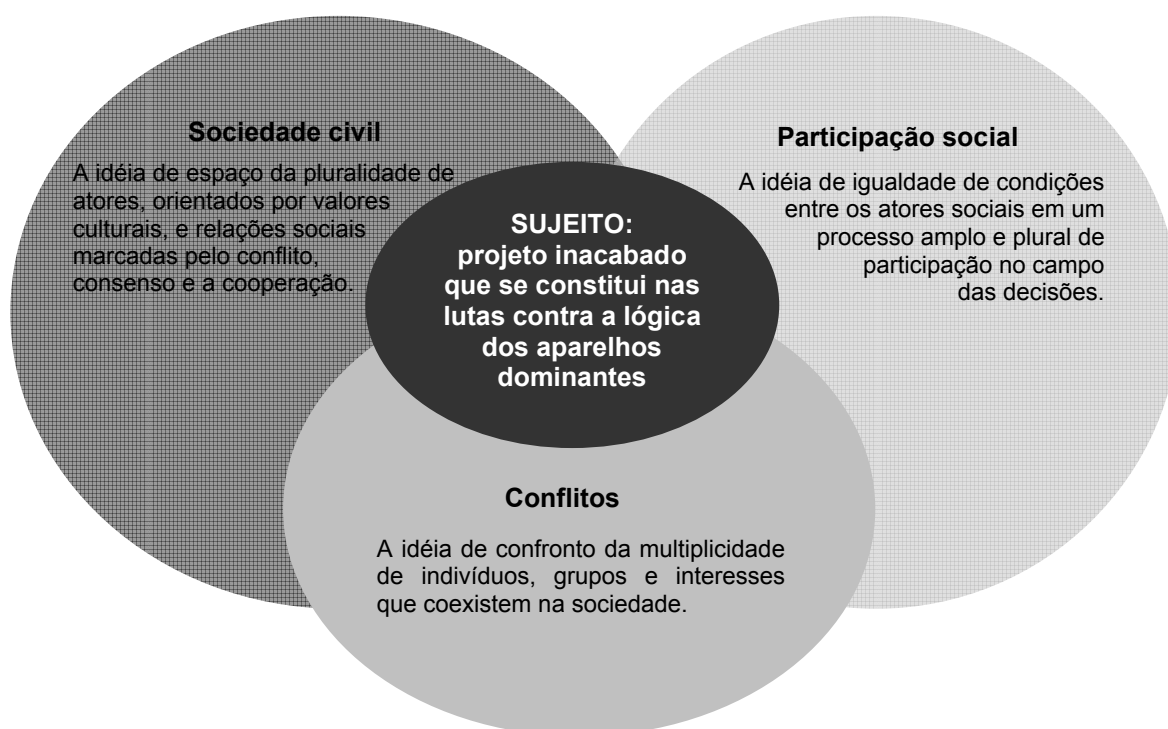 Sociedade civil
A idéia de espaço da pluralidade de
atores, orientados por valores
culturais, e relações sociais
marcadas pelo conflito,
consenso e a cooperação.
Participação social
A idéia de igualdade de condições
entre os atores sociais em um
processo amplo e plural de
participação no campo
das decisões.
SUJEITO:
projeto inacabado
que se constitui nas
lutas contra a lógica
dos aparelhos
dominantes
Conflitos
A idéia de confronto da multiplicidade
de indivíduos, grupos e interesses
que coexistem na sociedade.